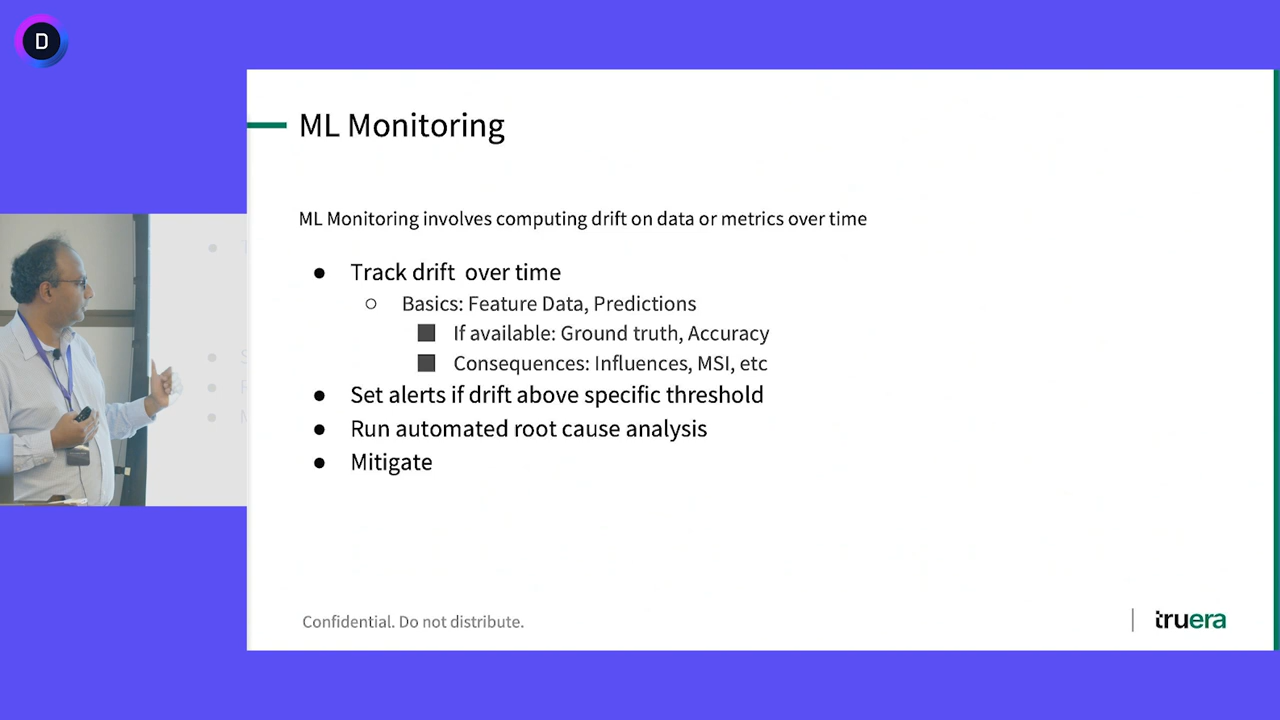 D
ML Monitoring
ML Monitoring involves computing drift on data or metrics over time
● Track drift over time
○ Basics: Feature Data, Predictions
■ If available: Ground truth, Accuracy
■ Consequences: Influences, MSI, etc
● Set alerts if drift above specific threshold
● Run automated root cause analysis
● Mitigate
Confidential. Do not distribute.
truera